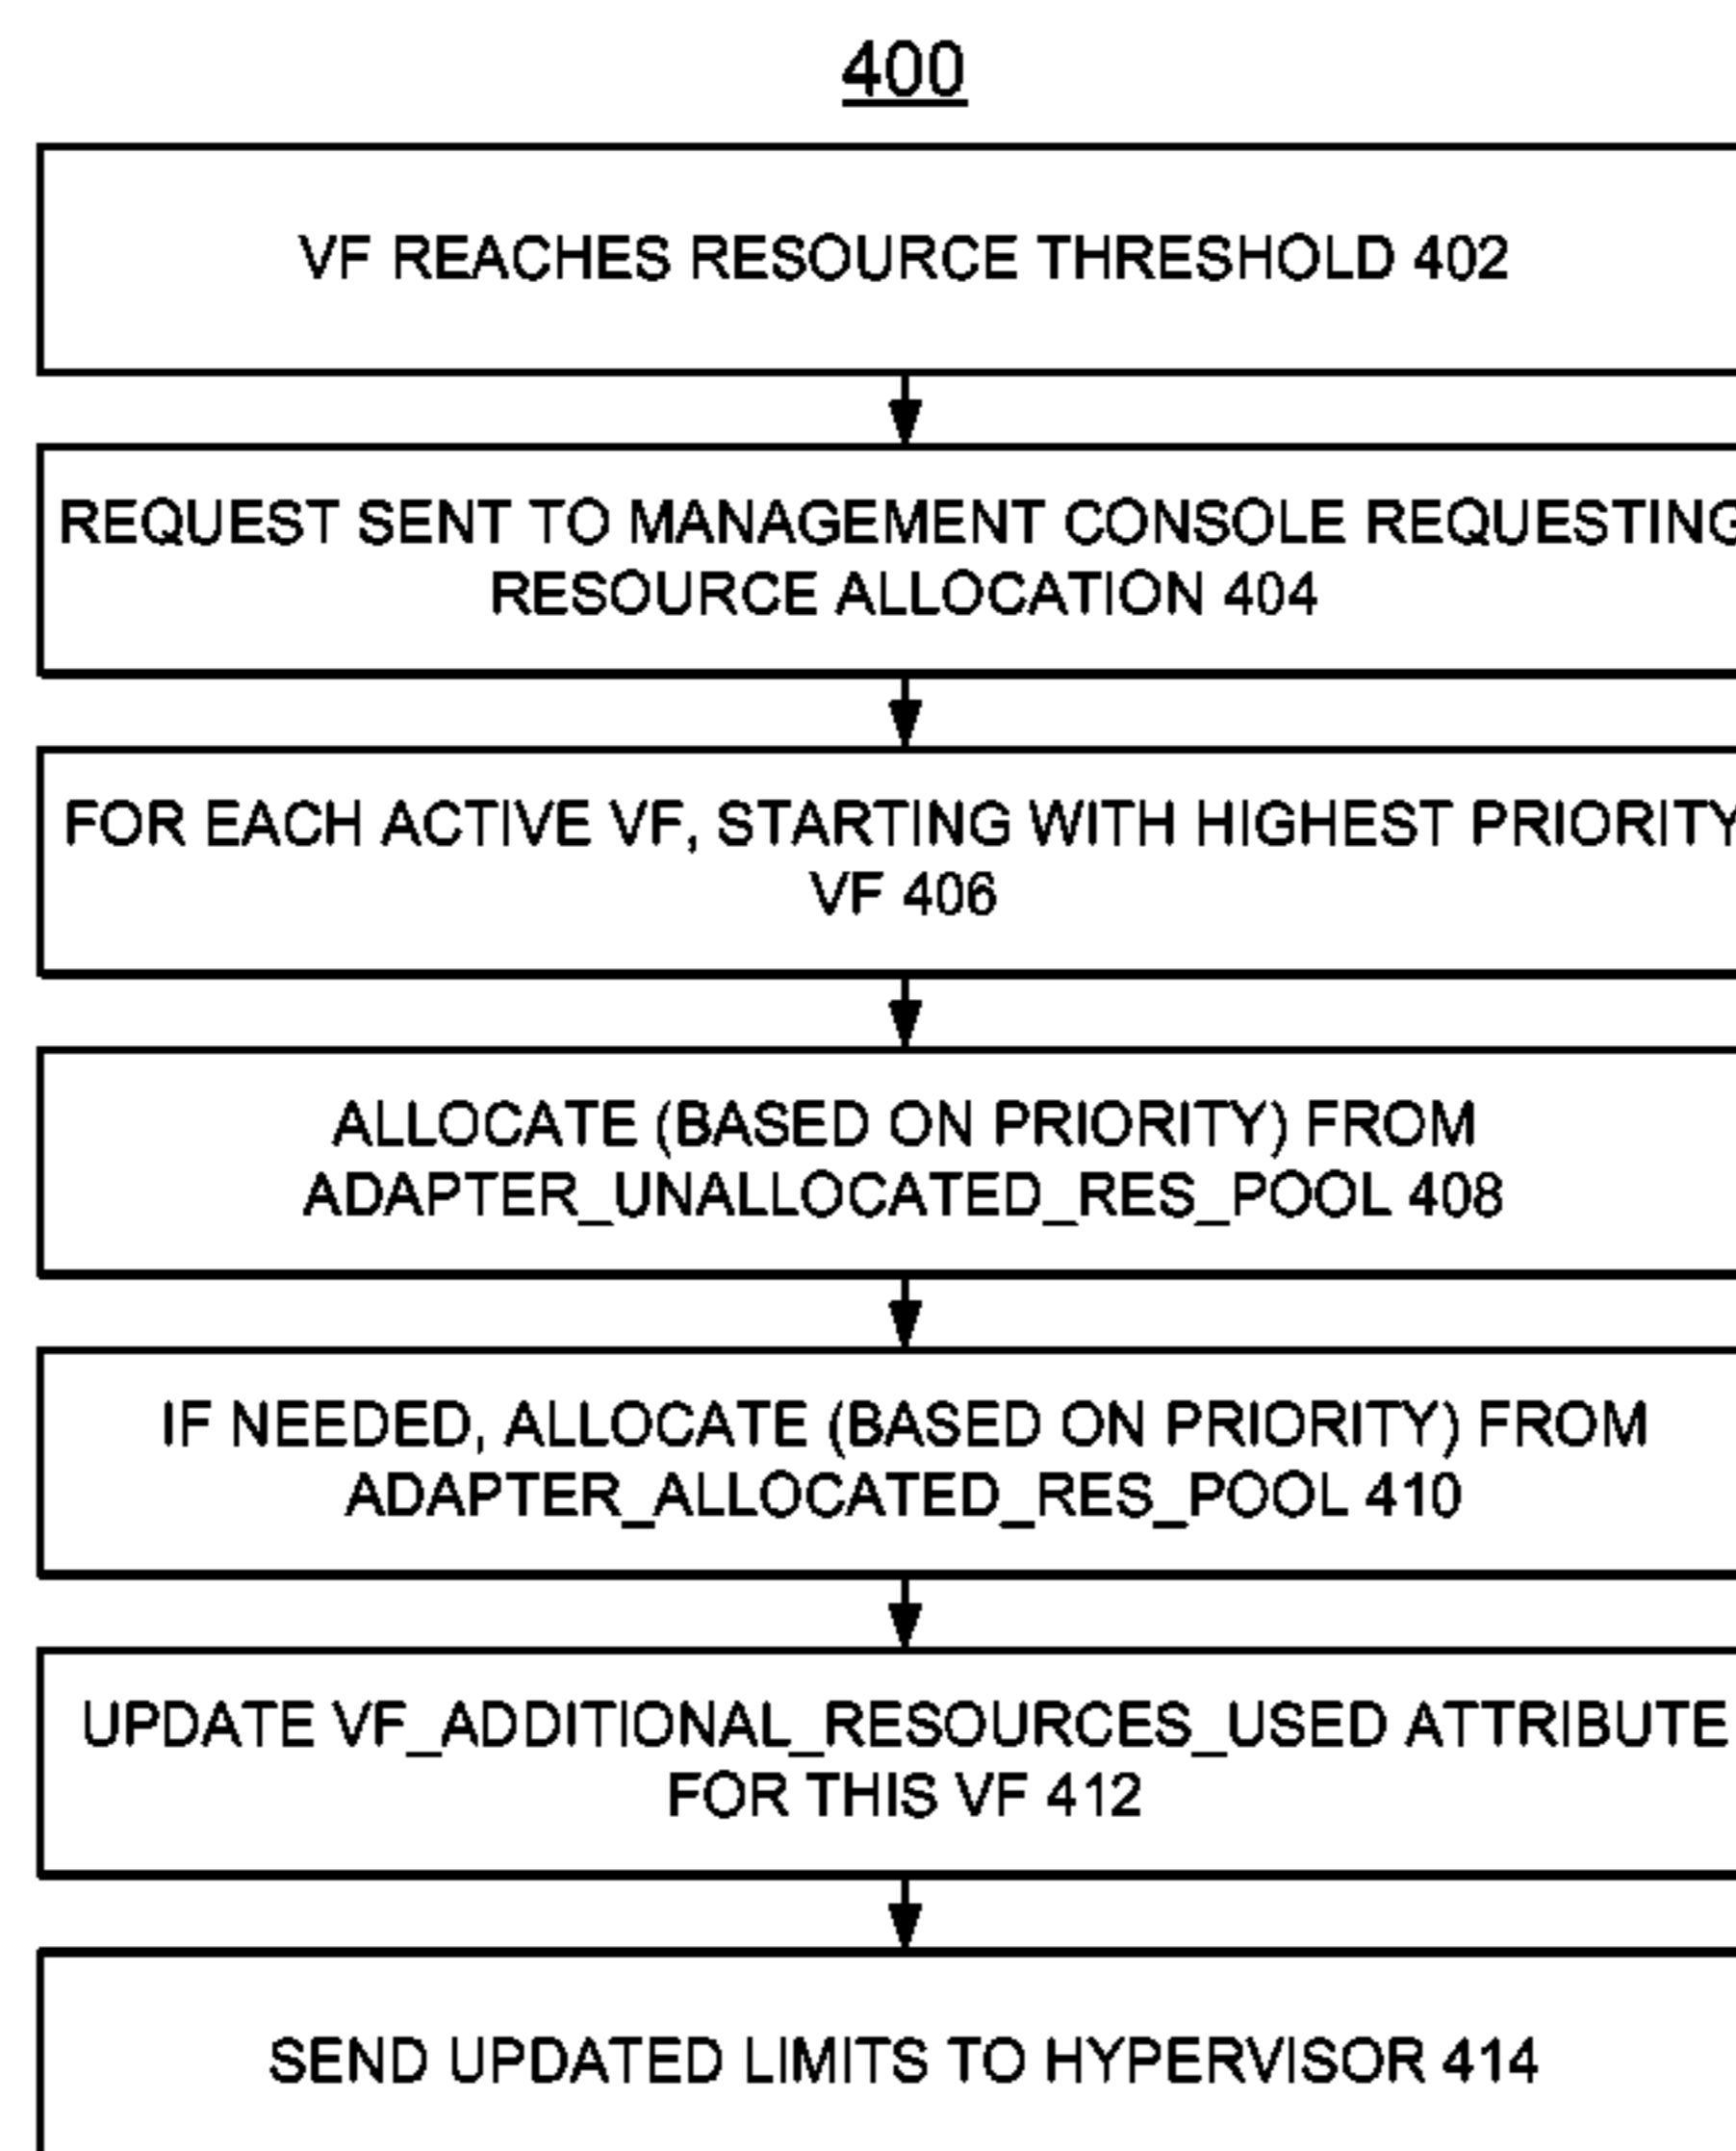 400
VF REACHES RESOURCE THRESHOLD 402
REQUEST SENT TO MANAGEMENT CONSOLE REQUESTING
RESOURCE ALLOCATION 404
FOR EACH ACTIVE VF, STARTING WITH HIGHEST PRIORITY
VF 406
ALLOCATE (BASED ON PRIORITY) FROM
ADAPTER_UNALLOCATED_RES_POOL 408
IF NEEDED, ALLOCATE (BASED ON PRIORITY) FROM
ADAPTER_ALLOCATED_RES_POOL 410
UPDATE VF_ADDITIONAL_RESOURCES_USED ATTRIBUTE
FOR THIS VF 412
SEND UPDATED LIMITS TO HYPERVISOR 414